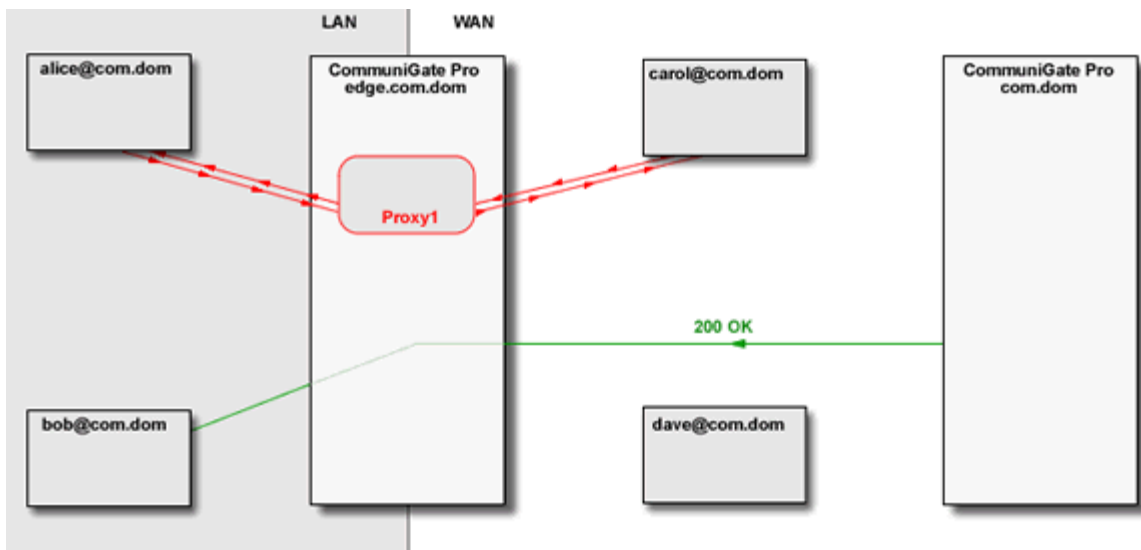 LAN
WAN
alice@com.dom
CommuniGate Pro
edge.com.dom
carol@com.dom
CommuniGate Pro
com.dom
Proxy1
200 OK
bob@com.dom
dave@com.dom